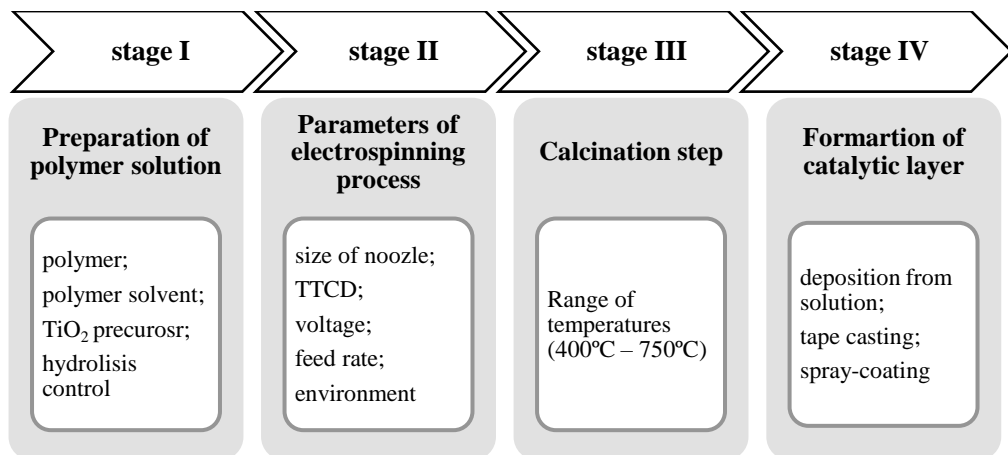 stage I
stage II
stage III
stage IV
Preparation of
polymer solution
polymer;
polymer solvent;
TiO₂ precurosr;
hydrolisis
control
Parameters of
electrospinning
process
size of noozle;
TTCD;
voltage;
feed rate;
environment
Calcination step
Range of
temperatures
(400ºC – 750ºC)
Formartion of
catalytic layer
deposition from
solution;
tape casting;
spray-coating